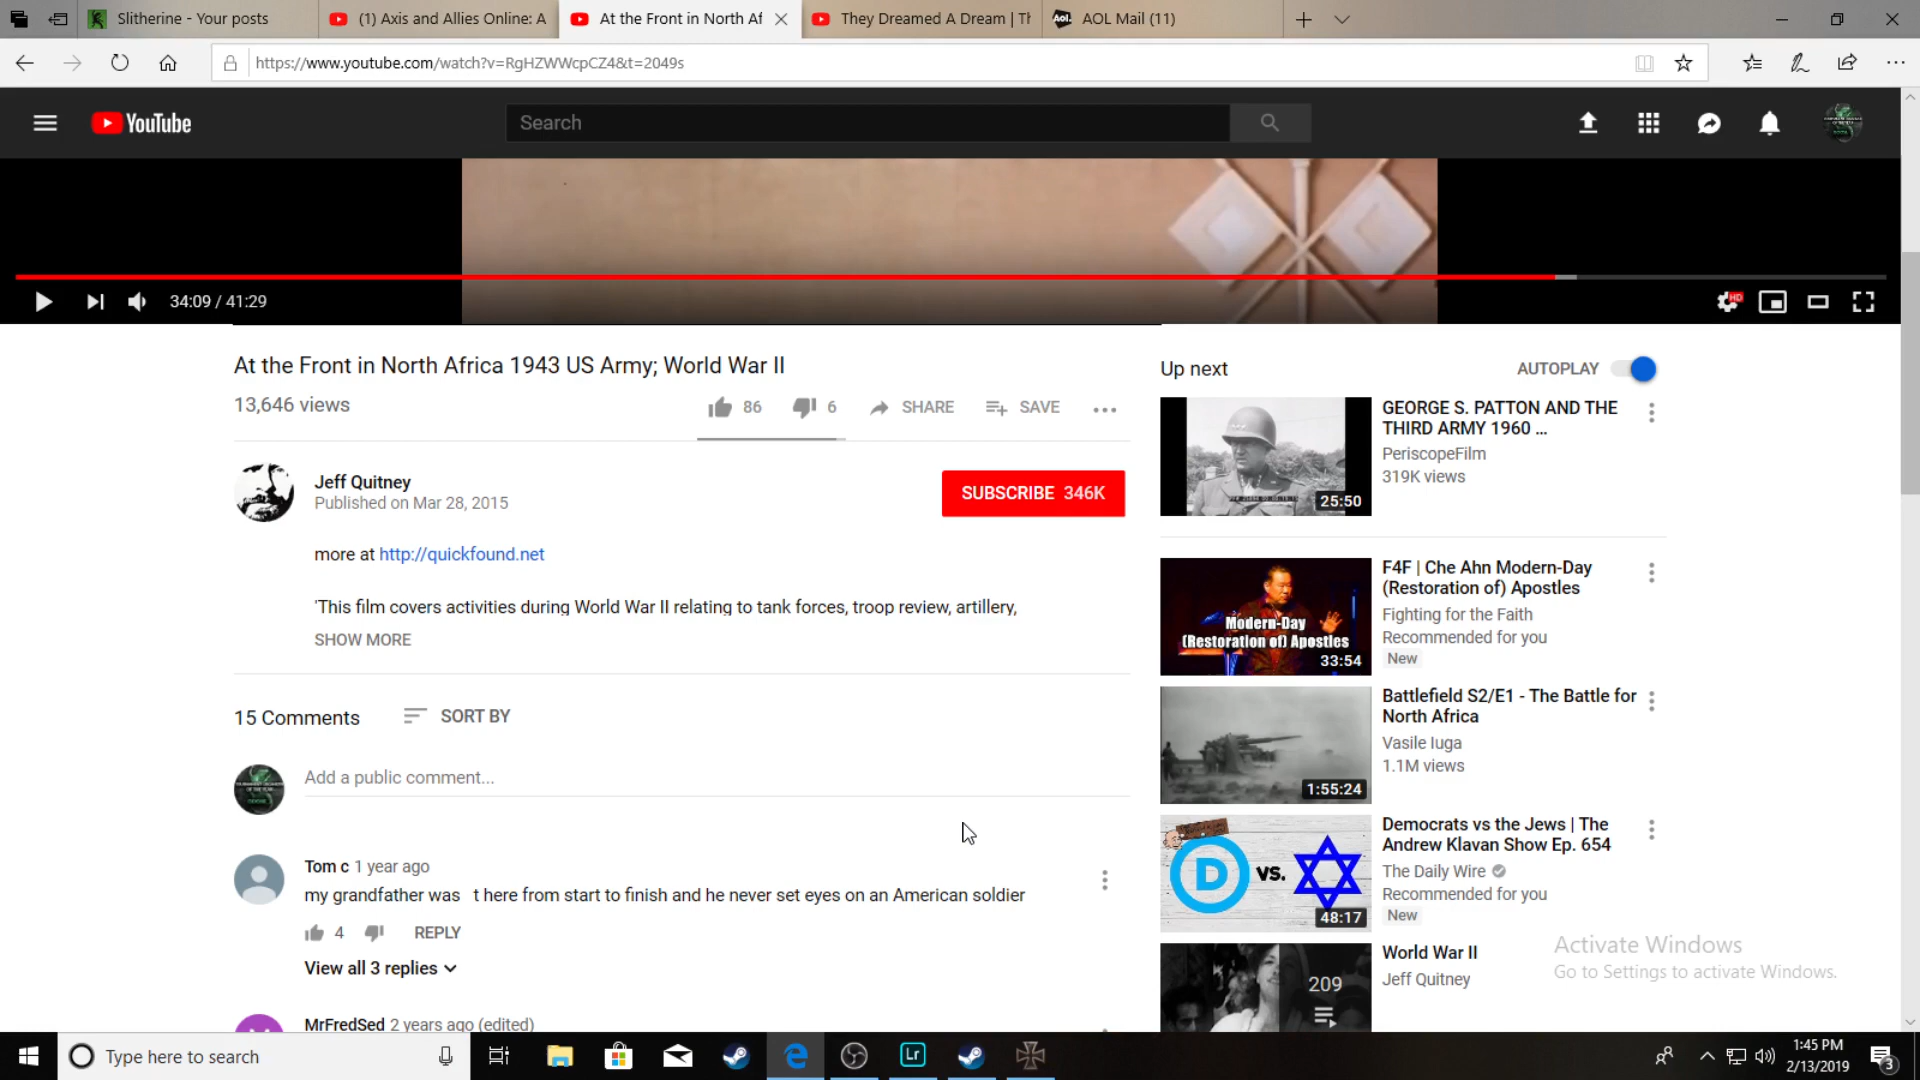 Slitherine - Your posts
(1) Axis and Allies Online: A
At the Front in North Af
They Dreamed A Dream | Th
Aol.
AOL Mail (11)
https://www.youtube.com/watch?v=RgHZWWcpCZ4&t=2049s
YouTube
Search
34:09 / 41:29
HD
At the Front in North Africa 1943 US Army; World War II
13,646 views
86
6
SHARE
SAVE
Jeff Quitney
Published on Mar 28, 2015
SUBSCRIBE 346K
more at http://quickfound.net
'This film covers activities during World War II relating to tank forces, troop review, artillery,
SHOW MORE
15 Comments
SORT BY
Add a public comment...
Tom c 1 year ago
my grandfather was t here from start to finish and he never set eyes on an American soldier
4
REPLY
View all 3 replies
MrFredSed 2 years ago (edited)
Up next
AUTOPLAY
25:50
GEORGE S. PATTON AND THE
THIRD ARMY 1960 ...
PeriscopeFilm
319K views
Modern-Day
(Restoration of) Apostles
33:54
F4F | Che Ahn Modern-Day
(Restoration of) Apostles
Fighting for the Faith
Recommended for you
New
1:55:24
Battlefield S2/E1 - The Battle for
North Africa
Vasile Iuga
1.1M views
D VS.
48:17
Democrats vs the Jews | The
Andrew Klavan Show Ep. 654
The Daily Wire
Recommended for you
New
209
World War II
Jeff Quitney
Activate Windows
Go to Settings to activate Windows.
Type here to search
Lr
1:45 PM
2/13/2019
3